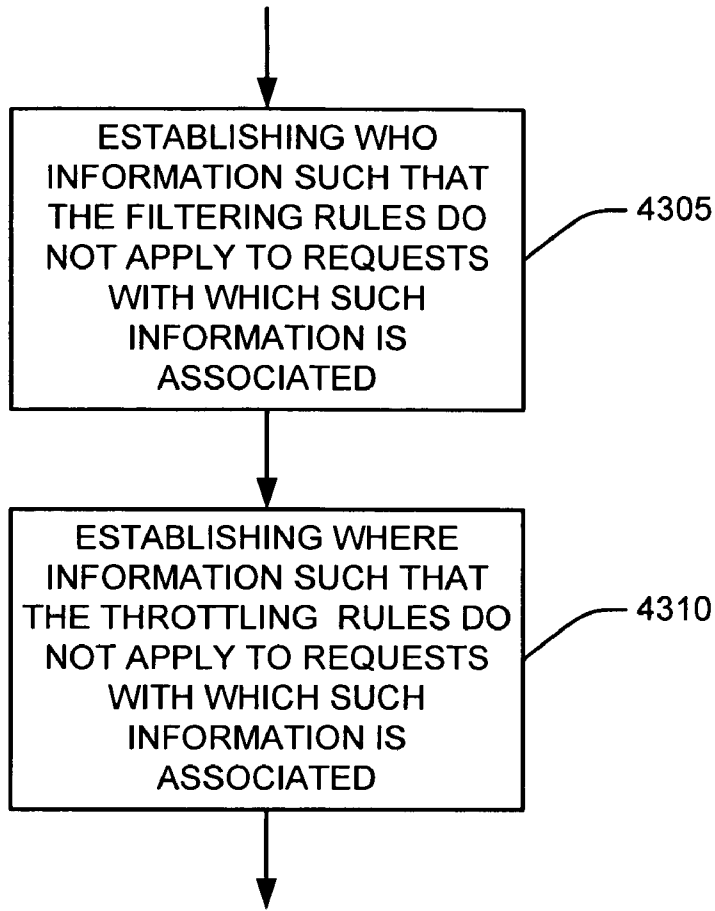 ESTABLISHING WHO
INFORMATION SUCH THAT
THE FILTERING RULES DO
NOT APPLY TO REQUESTS
WITH WHICH SUCH
INFORMATION IS
ASSOCIATED
4305
ESTABLISHING WHERE
INFORMATION SUCH THAT
THE THROTTLING RULES DO
NOT APPLY TO REQUESTS
WITH WHICH SUCH
INFORMATION IS
ASSOCIATED
4310